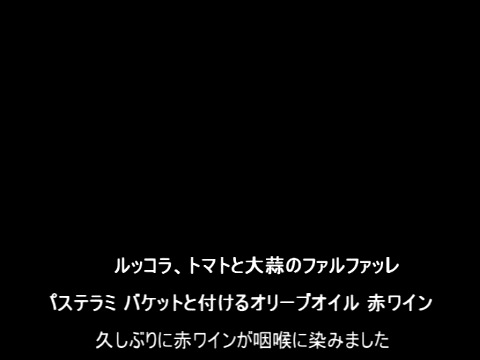 ルッコラ、トマトと大蒜のファルファッレ
パステラミ バケットと付けるオリーブオイル 赤ワイン
久しぶりに赤ワインが咽喉に染みました